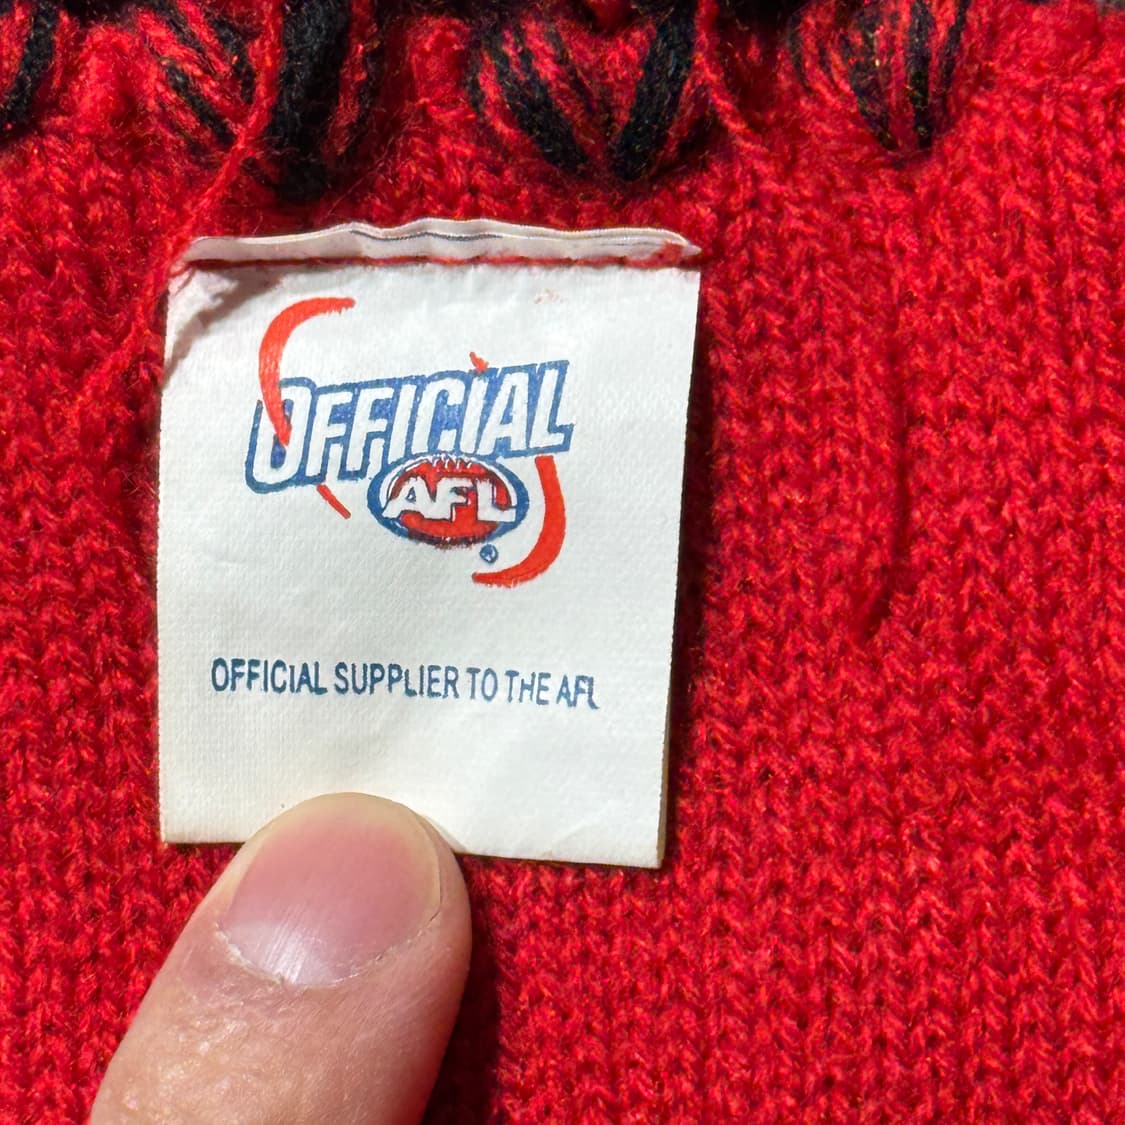 OFFICIAL
AFL
®
OFFICIAL SUPPLIER TO THE AFL